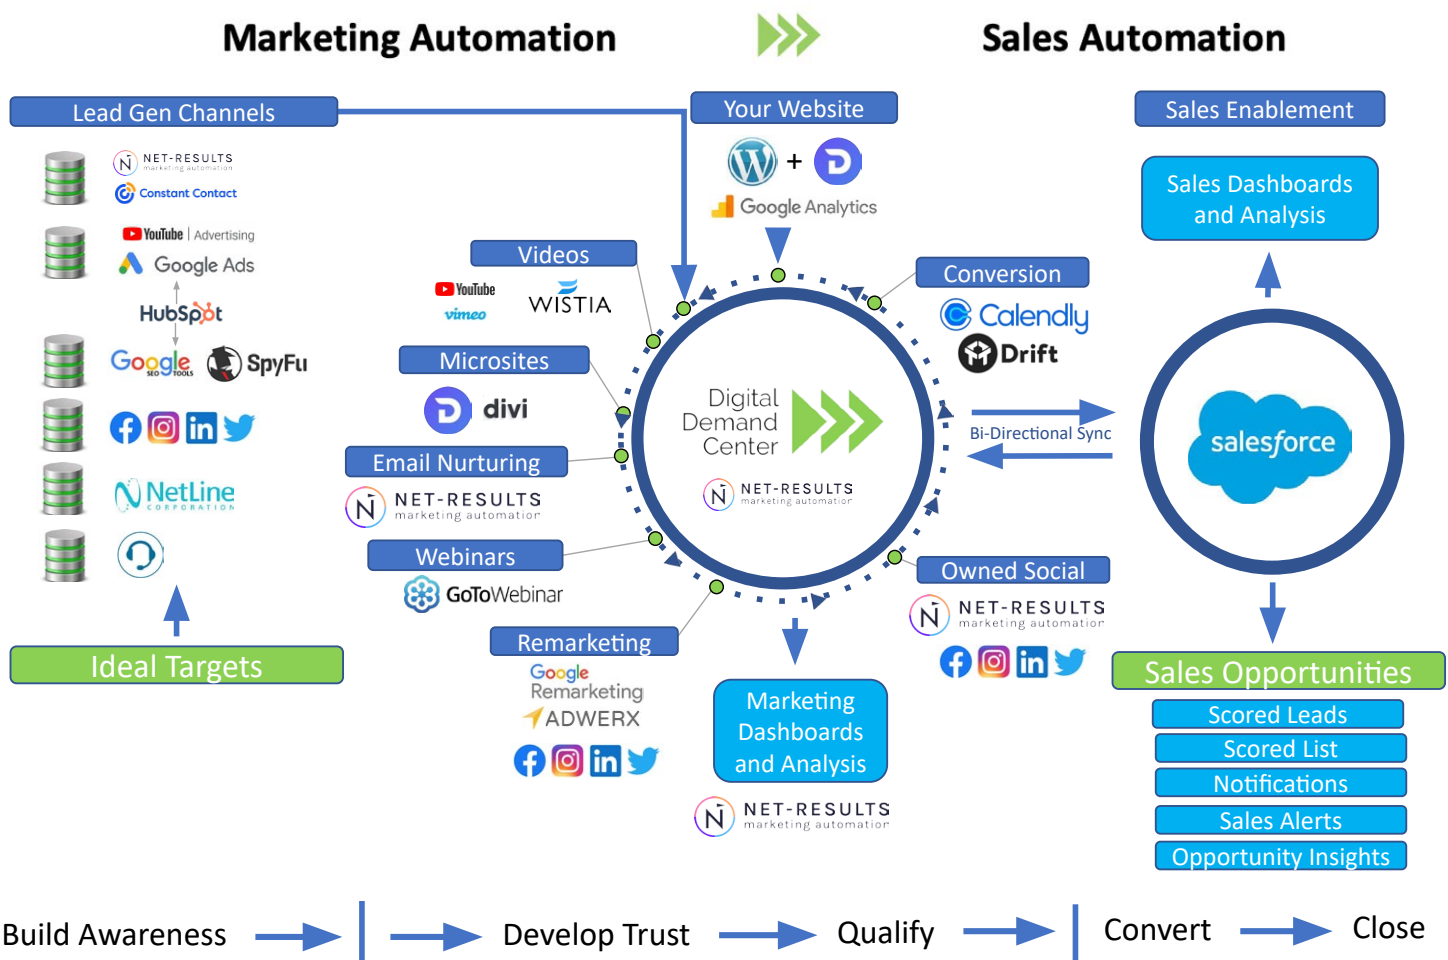 Marketing Automation
Sales Automation
Lead Gen Channels
NET-RESULTS
marketing automation
Constant Contact
YouTube | Advertising
Google Ads
HubSpot
Google
SEO TOOLS
SpyFu
in
NetLine
CORPORATION
Ideal Targets
Your Website
W + D
Google Analytics
Videos
YouTube
vimeo
WISTIA
Microsites
D divi
Email Nurturing
N NET-RESULTS
marketing automation
Webinars
GoToWebinar
Remarketing
Google
Remarketing
ADWERX
f in
Digital
Demand
Center
N NET-RESULTS
marketing automation
Marketing
Dashboards
and Analysis
N NET-RESULTS
marketing automation
Conversion
Calendly
Drift
Bi-Directional Sync
Owned Social
N NET-RESULTS
marketing automation
f in
Sales Enablement
Sales Dashboards
and Analysis
salesforce
Sales Opportunities
Scored Leads
Scored List
Notifications
Sales Alerts
Opportunity Insights
Build Awareness
Develop Trust
Qualify
Convert
Close